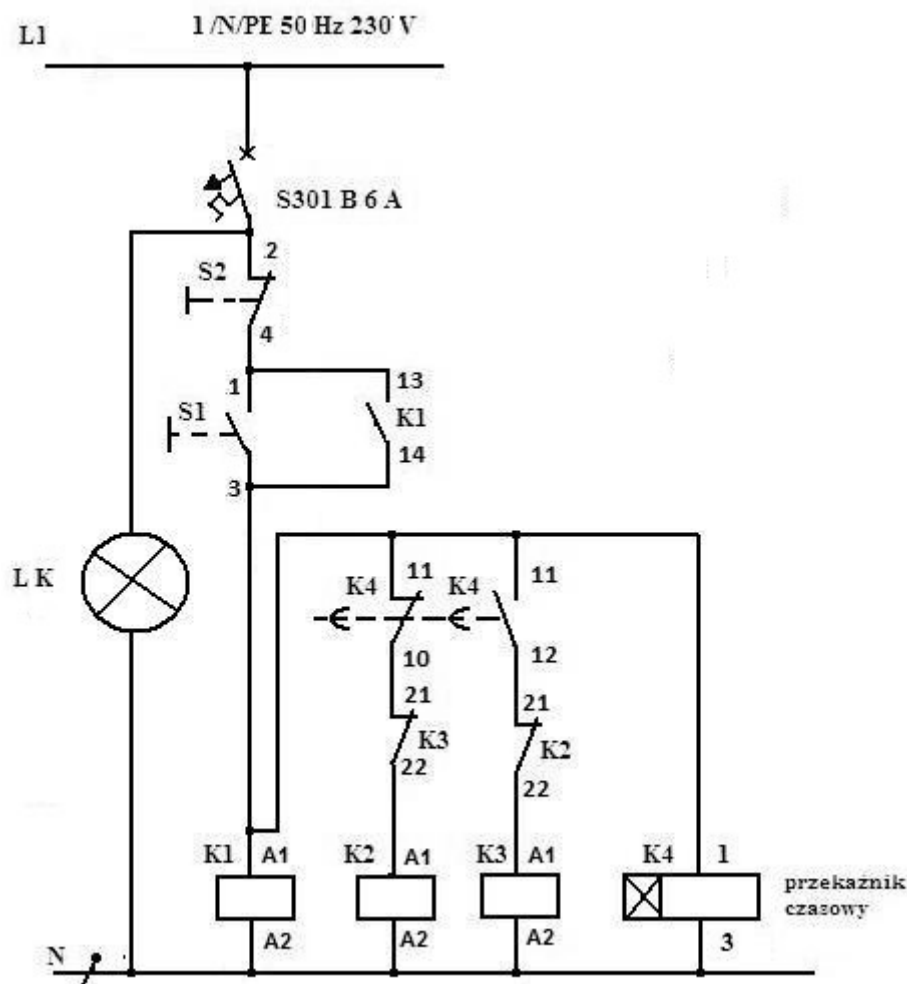 L1
1 /N/PE 50 Hz 230 V
S301 B 6 A
2
S2
4
1
13
S1
K1
14
3
L K
11
11
K4
K4
10
12
21
21
K3
K2
22
22
K1 A1
K2 A1
K3 A1
K4 1
przekaźnik
czasowy
A2
A2
A2
3
N